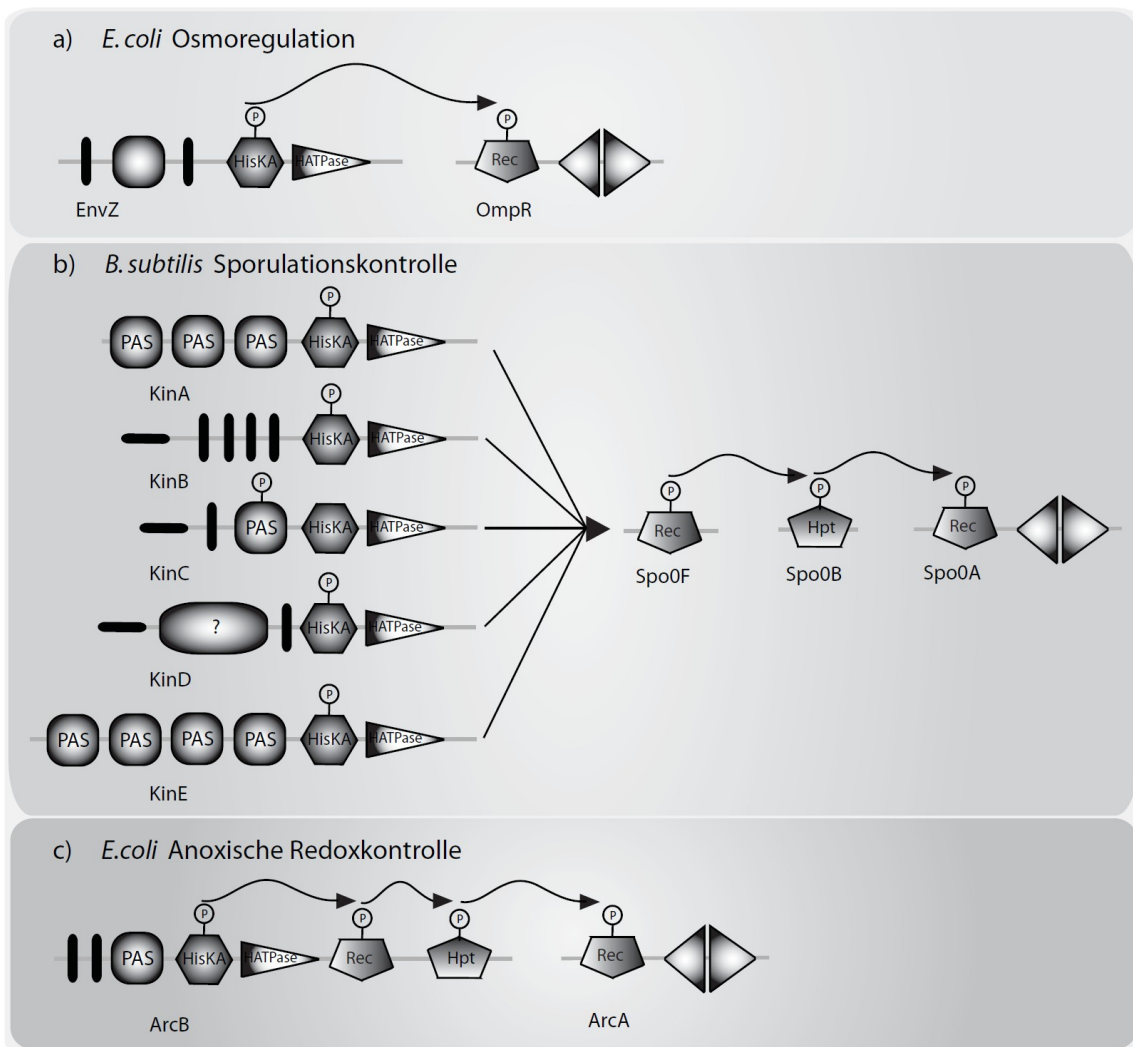 a) E. coli Osmoregulation
P P
HisKA HATPase Rec
EnvZ OmpR
b) B. subtilis Sporulationskontrolle
P
PAS PAS PAS HisKA HATPase
KinA
P
HisKA HATPase
KinB
P
PAS HisKA HATPase
KinC
P P P
Rec Hpt Rec
Spo0F Spo0B Spo0A
P
? HisKA HATPase
KinD
P
PAS PAS PAS PAS HisKA HATPase
KinE
c) E.coli Anoxische Redoxkontrolle
P P P P
PAS HisKA HATPase Rec Hpt Rec
ArcB ArcA